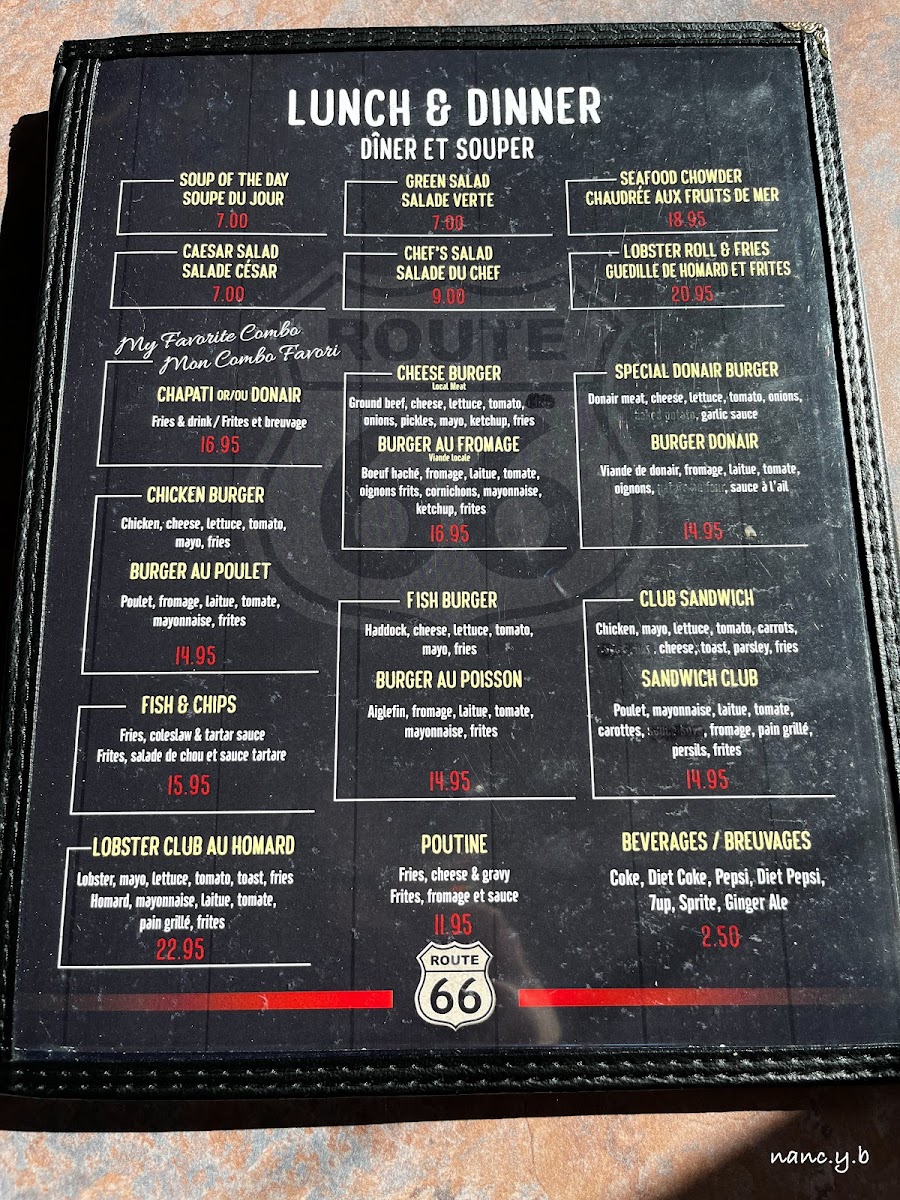 LUNCH & DINNER
DÎNER ET SOUPER
SOUP OF THE DAY
SOUPE DU JOUR
7.00
GREEN SALAD
SALADE VERTE
7.00
SEAFOOD CHOWDER
CHAUDRÉE AUX FRUITS DE MER
18.95
CAESAR SALAD
SALADE CÉSAR
7.00
CHEF'S SALAD
SALADE DU CHEF
9.00
LOBSTER ROLL & FRIES
GUEDILLE DE HOMARD ET FRITES
20.95
My Favorite Combo
Mon Combo Favori
CHAPATI OR/OU DONAIR
Fries & drink / Frites et breuvage
16.95
CHEESE BURGER
Local Meat
Ground beef, cheese, lettuce, tomato,
onions, pickles, mayo, ketchup, fries
BURGER AU FROMAGE
Viande locale
Boeuf haché, fromage, laitue, tomate,
oignons frits, cornichons, mayonnaise,
ketchup, frites
16.95
SPECIAL DONAIR BURGER
Donair meat, cheese, lettuce, tomato, onions,
garlic sauce
BURGER DONAIR
Viande de donair, fromage, laitue, tomate,
oignons, sauce à l'ail
14.95
CHICKEN BURGER
Chicken, cheese, lettuce, tomato,
mayo, fries
BURGER AU POULET
Poulet, fromage, laitue, tomate,
mayonnaise, frites
14.95
FISH BURGER
Haddock, cheese, lettuce, tomato,
mayo, fries
BURGER AU POISSON
Aiglefin, fromage, laitue, tomate,
mayonnaise, frites
14.95
CLUB SANDWICH
Chicken, mayo, lettuce, tomato, carrots,
cheese, toast, parsley, fries
SANDWICH CLUB
Poulet, mayonnaise, laitue, tomate,
carottes, fromage, pain grillé,
persils, frites
14.95
FISH & CHIPS
Fries, coleslaw & tartar sauce
Frites, salade de chou et sauce tartare
15.95
LOBSTER CLUB AU HOMARD
Lobster, mayo, lettuce, tomato, toast, fries
Homard, mayonnaise, laitue, tomate,
pain grillé, frites
22.95
POUTINE
Fries, cheese & gravy
Frites, fromage et sauce
11.95
BEVERAGES / BREUVAGES
Coke, Diet Coke, Pepsi, Diet Pepsi,
7up, Sprite, Ginger Ale
2.50
ROUTE
66
ROUTE
66
nanc.y.b